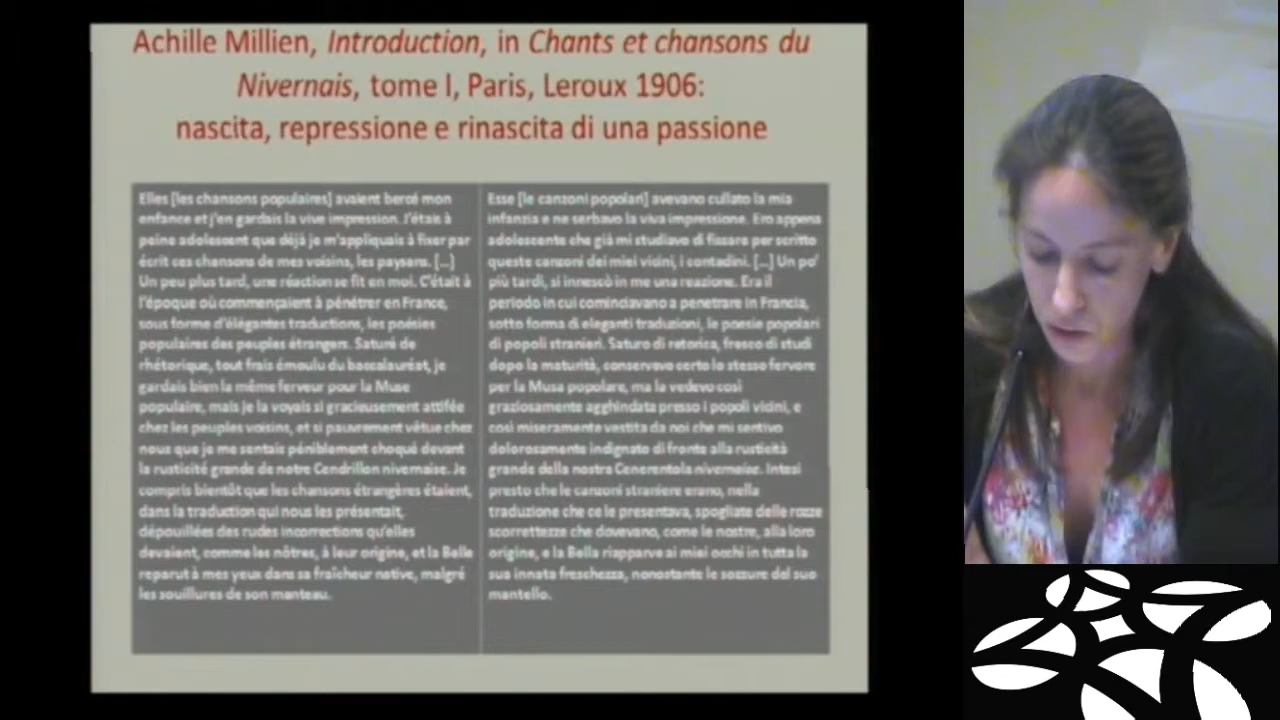 Achille Millien, Introduction, in Chants et chansons du
Nivernais, tome I, Paris, Leroux 1906:
nascita, repressione e rinascita di una passione
Elles [les chansons populaires] avaient bercé mon
enfance et j'en gardais la vive impression. J'étais à
peine adolescent que déjà je m'appliquais à fixer par
écrit ces chansons de mes voisins, les paysans. [...]
Un peu plus tard, une réaction se fit en moi. C'était à
l'époque où commençaient à pénétrer en France,
sous forme d'élégantes traductions, les poésies
populaires des peuples étrangers. Saturé de
rhétorique, tout frais émoulu du baccalauréat, je
gardais bien la même ferveur pour la Muse
populaire, mais je la voyais si gracieusement attifée
chez les peuples voisins, et si pauvrement vêtue chez
nous que je me sentais péniblement choqué devant
la rusticité grande de notre Cendrillon nivernaise. Je
compris bientôt que les chansons étrangères étaient,
dans la traduction qui nous les présentait,
dépouillées des rudes incorrections qu'elles
devaient, comme les nôtres, à leur origine, et la Belle
reparut à mes yeux dans sa fraîcheur native, malgré
les souillures de son manteau.
Esse [le canzoni popolari] avevano cullato la mia
infanzia e ne serbavo la viva impressione. Ero appena
adolescente che già mi studiavo di fissare per scritto
queste canzoni dei miei vicini, i contadini. [...] Un po'
più tardi, si innescò in me una reazione. Era il
periodo in cui cominciavano a penetrare in Francia,
sotto forma di eleganti traduzioni, le poesie popolari
di popoli stranieri. Saturo di retorica, fresco di studi
dopo la maturità, conservavo certo lo stesso fervore
per la Musa popolare, ma la vedevo così
graziosamente agghindata presso i popoli vicini, e
così miseramente vestita da noi che mi sentivo
dolorosamente indignato di fronte alla rusticità
grande della nostra Cenerentola nivernaise. Intesi
presto che le canzoni straniere erano, nella
traduzione che ce le presentava, spogliate delle rozze
scorrettezze che dovevano, come le nostre, alla loro
origine, e la Bella riapparve ai miei occhi in tutta la
sua innata freschezza, nonostante le sozzure del suo
mantello.